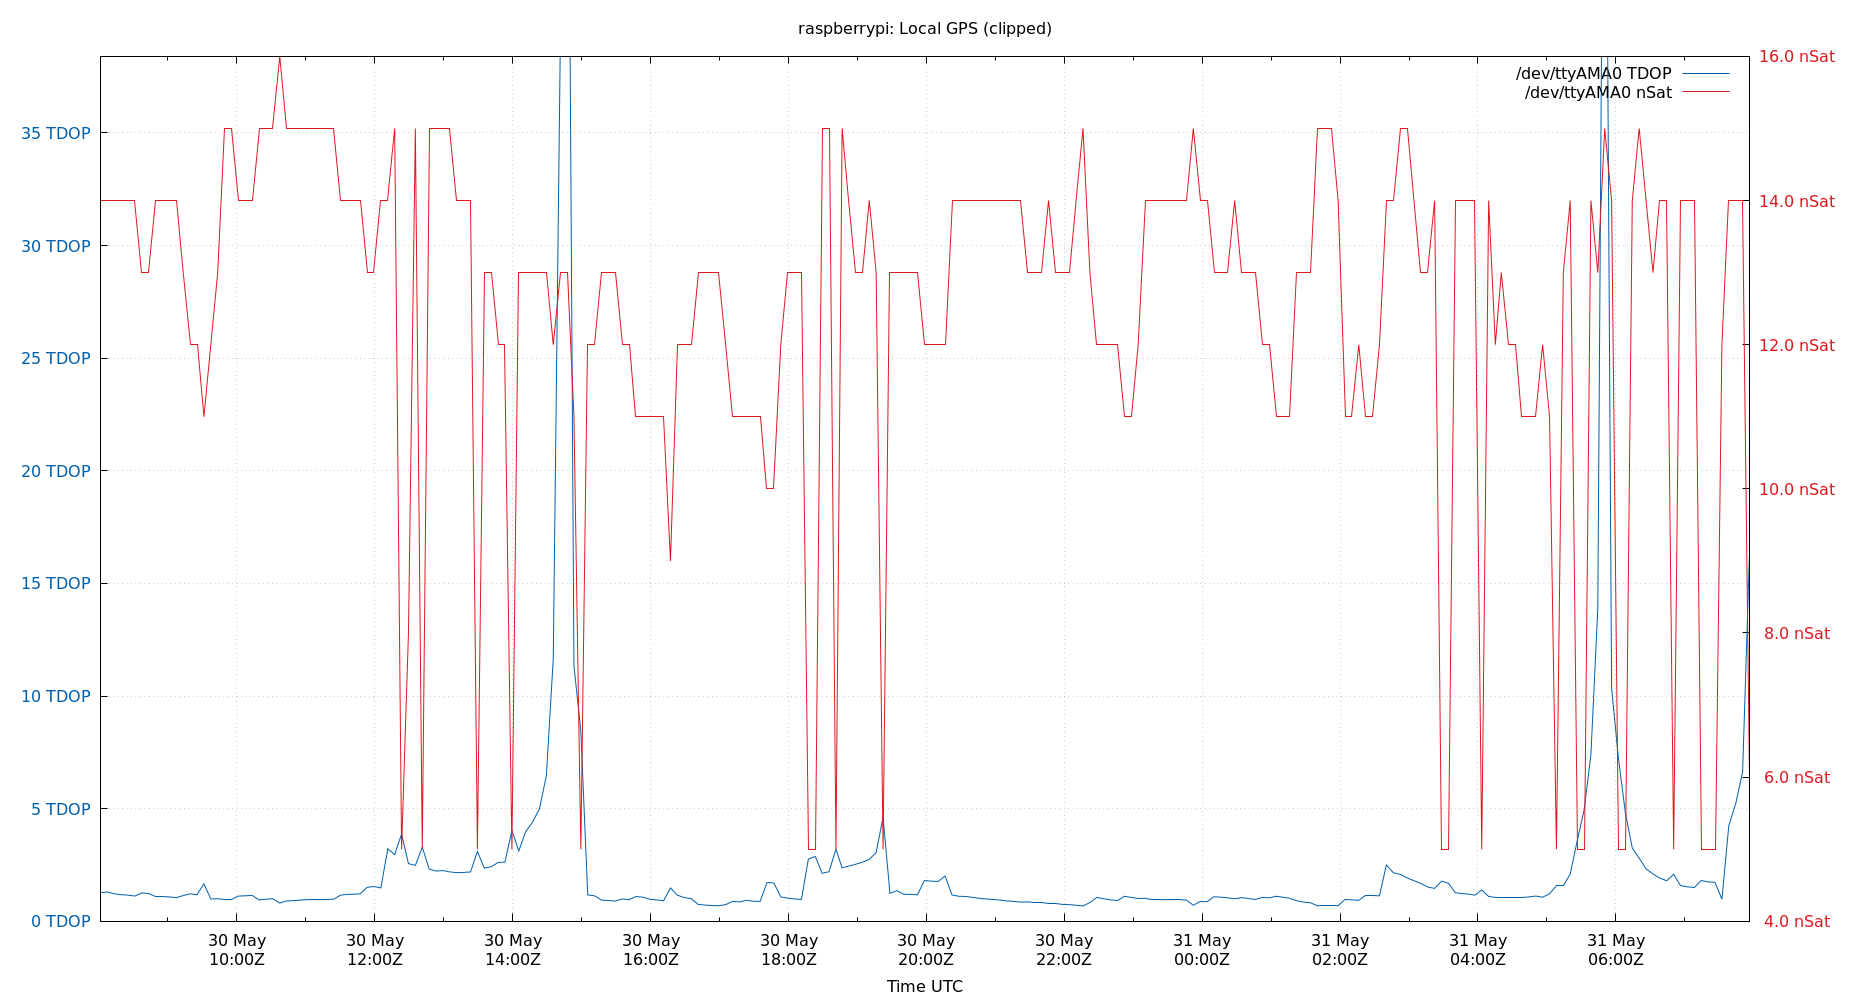 raspberrypi: Local GPS (clipped)
/dev/ttyAMA0 TDOP
/dev/ttyAMA0 nSat
35 TDOP
30 TDOP
25 TDOP
20 TDOP
15 TDOP
10 TDOP
5 TDOP
0 TDOP
16.0 nSat
14.0 nSat
12.0 nSat
10.0 nSat
8.0 nSat
6.0 nSat
4.0 nSat
30 May
10:00Z
30 May
12:00Z
30 May
14:00Z
30 May
16:00Z
30 May
18:00Z
30 May
20:00Z
30 May
22:00Z
31 May
00:00Z
31 May
02:00Z
31 May
04:00Z
31 May
06:00Z
Time UTC